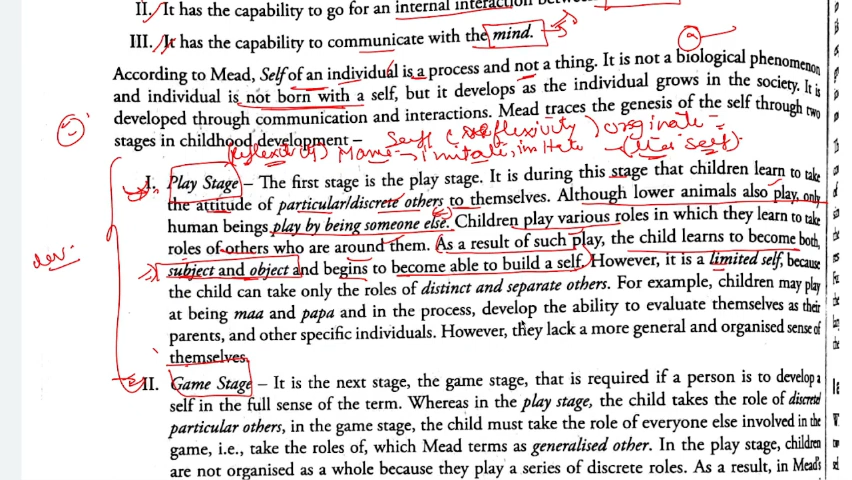 II. It has the capability to go for an internal interaction
III. It has the capability to communicate with the mind.
According to Mead, Self of an individual is a process and not a thing. It is not a biological phenomenon
and individual is not born with a self, but it develops as the individual grows in the society. It is
developed through communication and interactions. Mead traces the genesis of the self through two
stages in childhood development –
Self (Reflexivity) originate
(Reflexivity) Mame → imitate, imitate (like self)
I. Play Stage – The first stage is the play stage. It is during this stage that children learn to take
the attitude of particular/discrete others to themselves. Although lower animals also play, only
human beings play by being someone else. Children play various roles in which they learn to take
roles of others who are around them. As a result of such play, the child learns to become both,
dev:
subject and object and begins to become able to build a self. However, it is a limited self, because
the child can take only the roles of distinct and separate others. For example, children may play
at being maa and papa and in the process, develop the ability to evaluate themselves as their
parents, and other specific individuals. However, they lack a more general and organised sense of
themselves.
II. Game Stage – It is the next stage, the game stage, that is required if a person is to develop a
self in the full sense of the term. Whereas in the play stage, the child takes the role of discrete
particular others, in the game stage, the child must take the role of everyone else involved in the
game, i.e., take the roles of, which Mead terms as generalised other. In the play stage, children
are not organised as a whole because they play a series of discrete roles. As a result, in Mead's